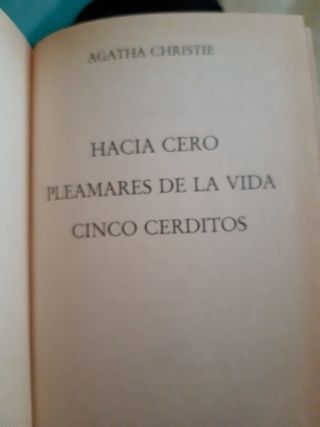 AGATHA CHRISTIE
HACIA CERO
PLEAMARES DE LA VIDA
CINCO CERDITOS